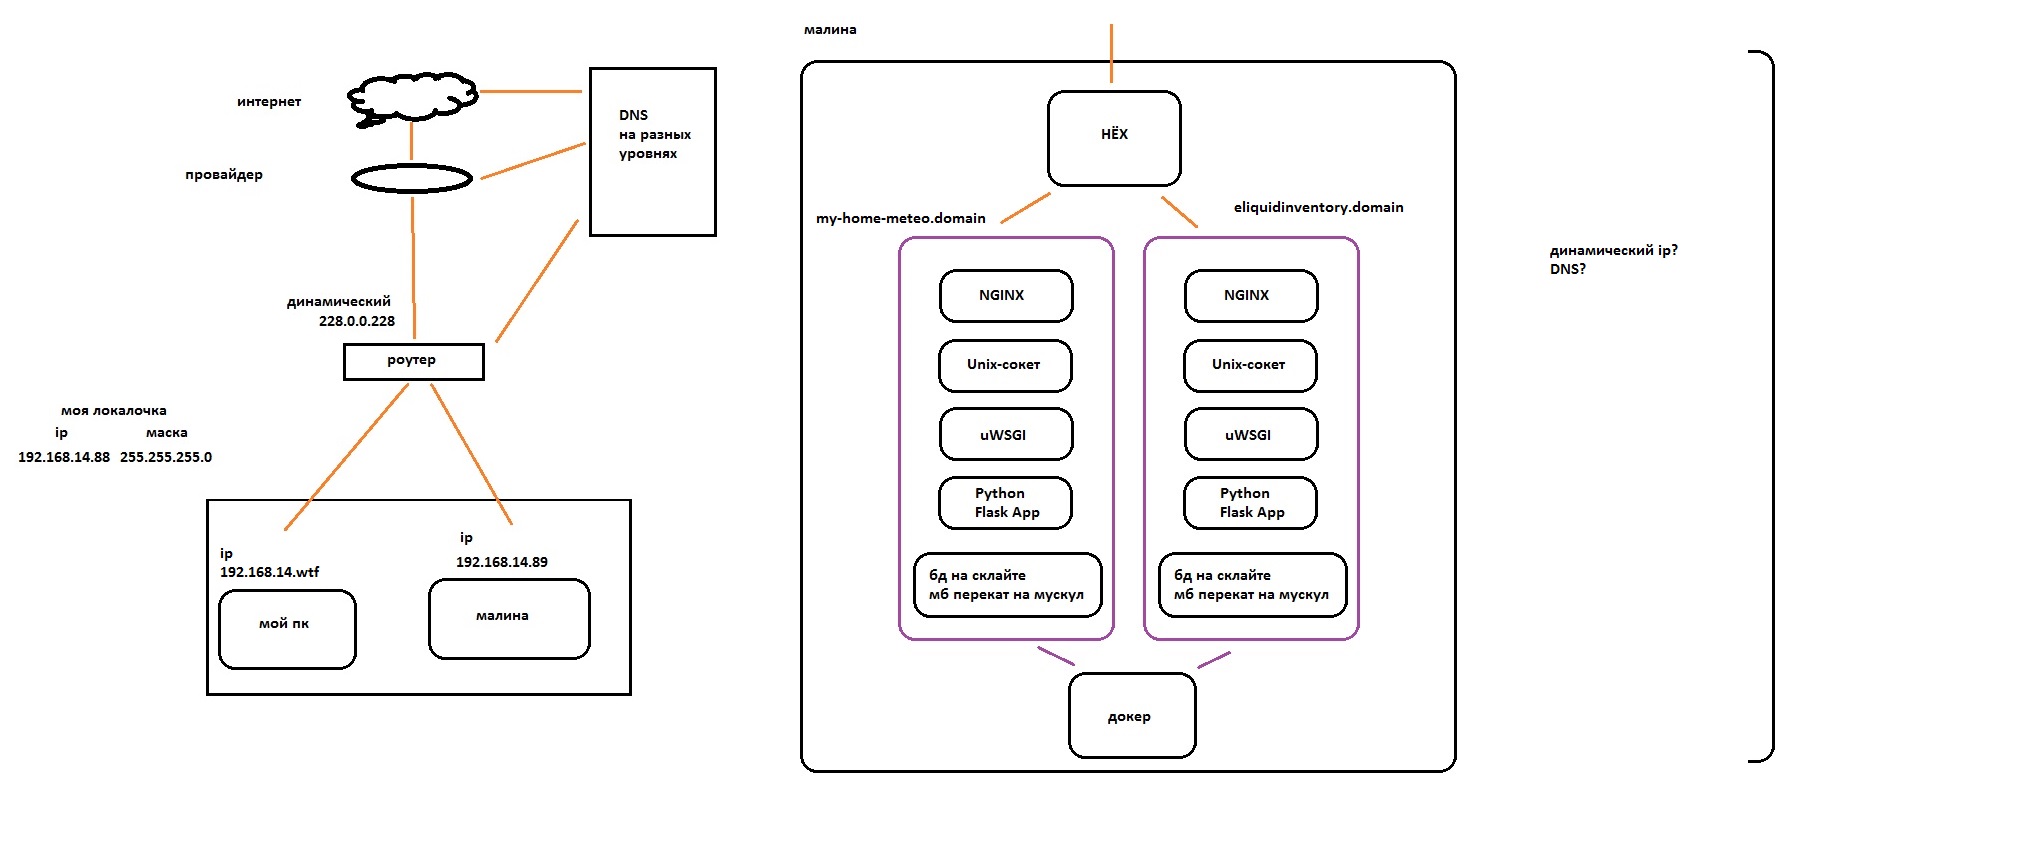 интернет
провайдер
DNS
на разных
уровнях
динамический
228.0.0.228
роутер
моя локалочка
ip маска
192.168.14.88 255.255.255.0
ip
192.168.14.wtf
мой пк
ip
192.168.14.89
малина
малина
НЁХ
my-home-meteo.domain
eliquidinventory.domain
NGINX
Unix-сокет
uWSGI
Python
Flask App
бд на склайте
мб перекат на мускул
NGINX
Unix-сокет
uWSGI
Python
Flask App
бд на склайте
мб перекат на мускул
докер
динамический ip?
DNS?